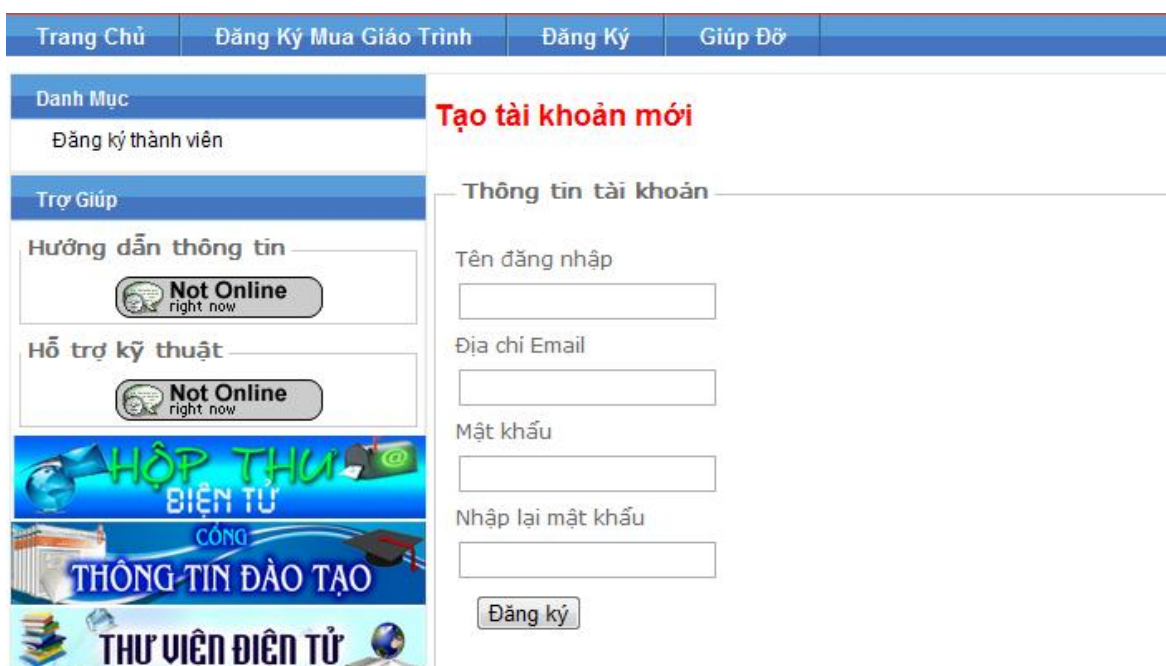 Trang Chủ Đăng Ký Mua Giáo Trình Đăng Ký Giúp Đỡ
Danh Mục
Đăng ký thành viên
Trợ Giúp
Hướng dẫn thông tin
Not Online
right now
Hỗ trợ kỹ thuật
Not Online
right now
HỘP THƯ
ĐIỆN TỬ
CỔNG
THÔNG TIN ĐÀO TẠO
THƯ VIỆN ĐIỆN TỬ
Tạo tài khoản mới
Thông tin tài khoản
Tên đăng nhập
Địa chỉ Email
Mật khẩu
Nhập lại mật khẩu
Đăng ký